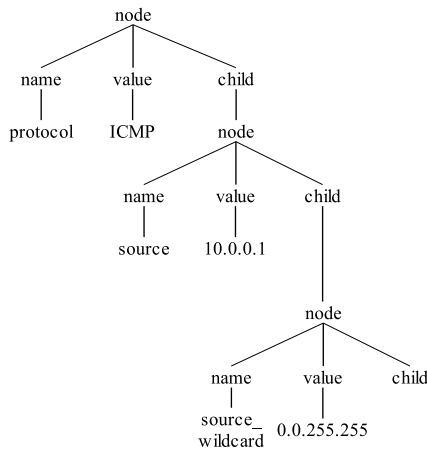 node
name value child
protocol ICMP node
name value child
source 10.0.0.1
node
name value child
source_
wildcard 0.0.255.255